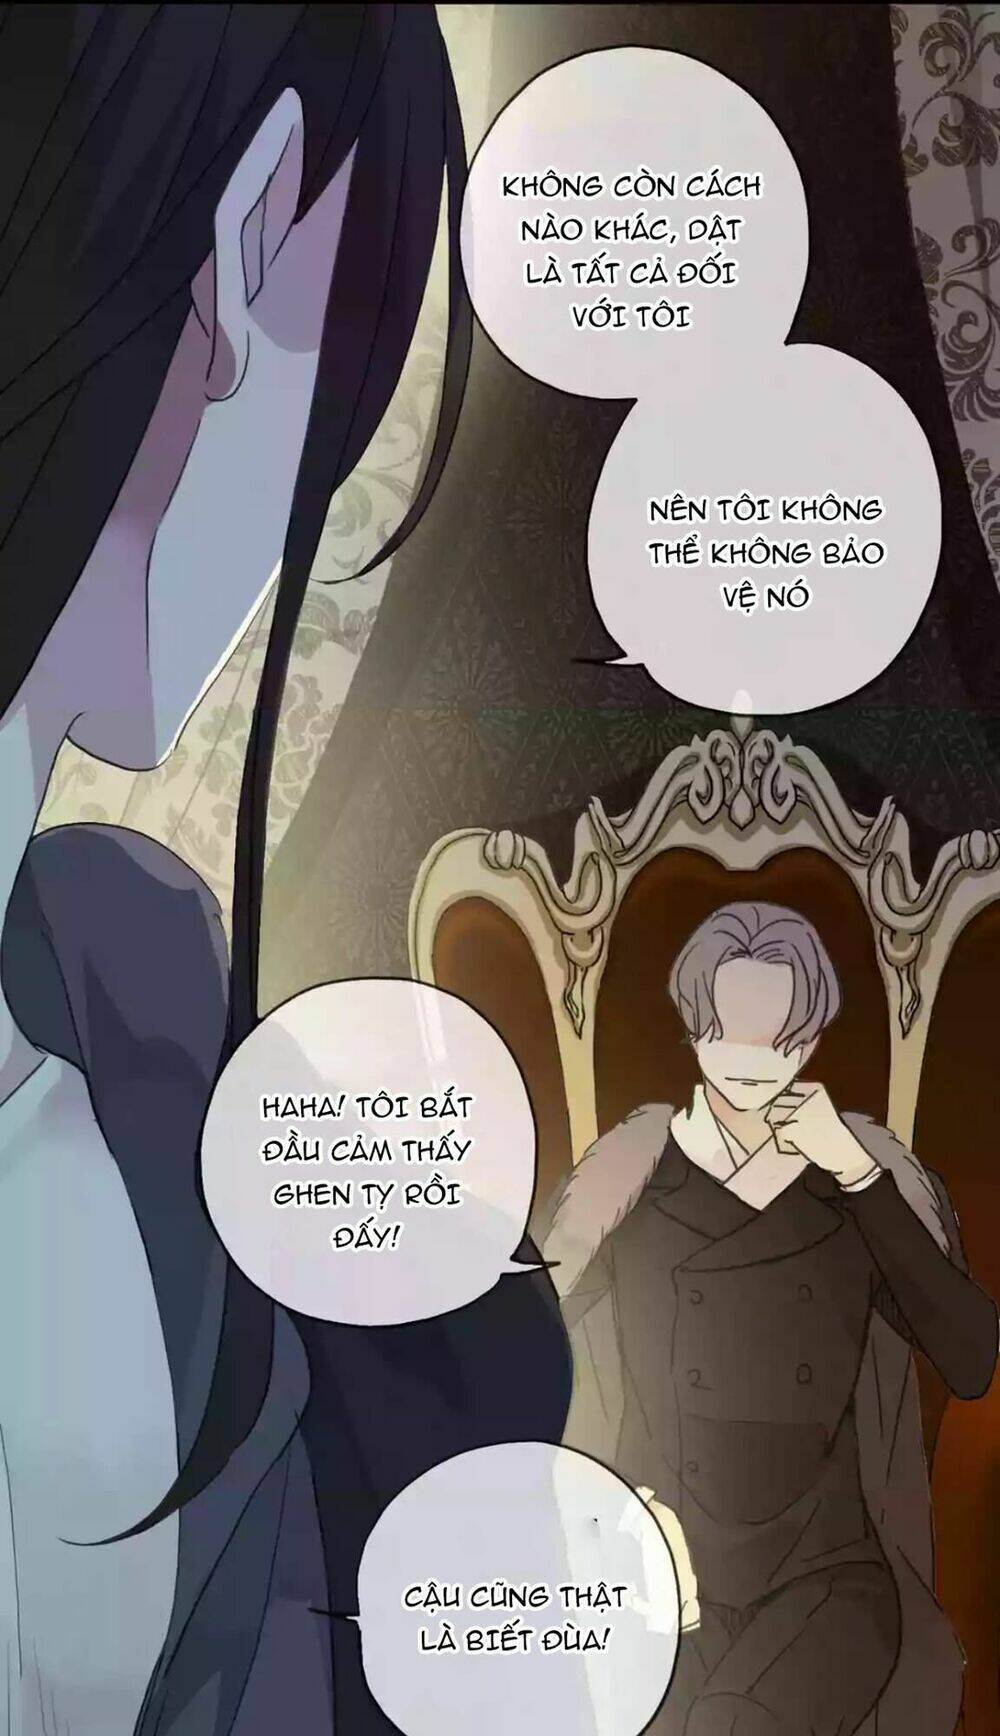 KHÔNG CÒN CÁCH
NÀO KHÁC, DẬT
LÀ TẤT CẢ ĐỐI
VỚI TÔI
NÊN TÔI KHÔNG
THỂ KHÔNG BẢO
VỆ NÓ
HAHA! TÔI BẮT
ĐẦU CẢM THẤY
GHEN TỴ RỒI
ĐẤY!
CẬU CŨNG THẬT
LÀ BIẾT ĐÙA!